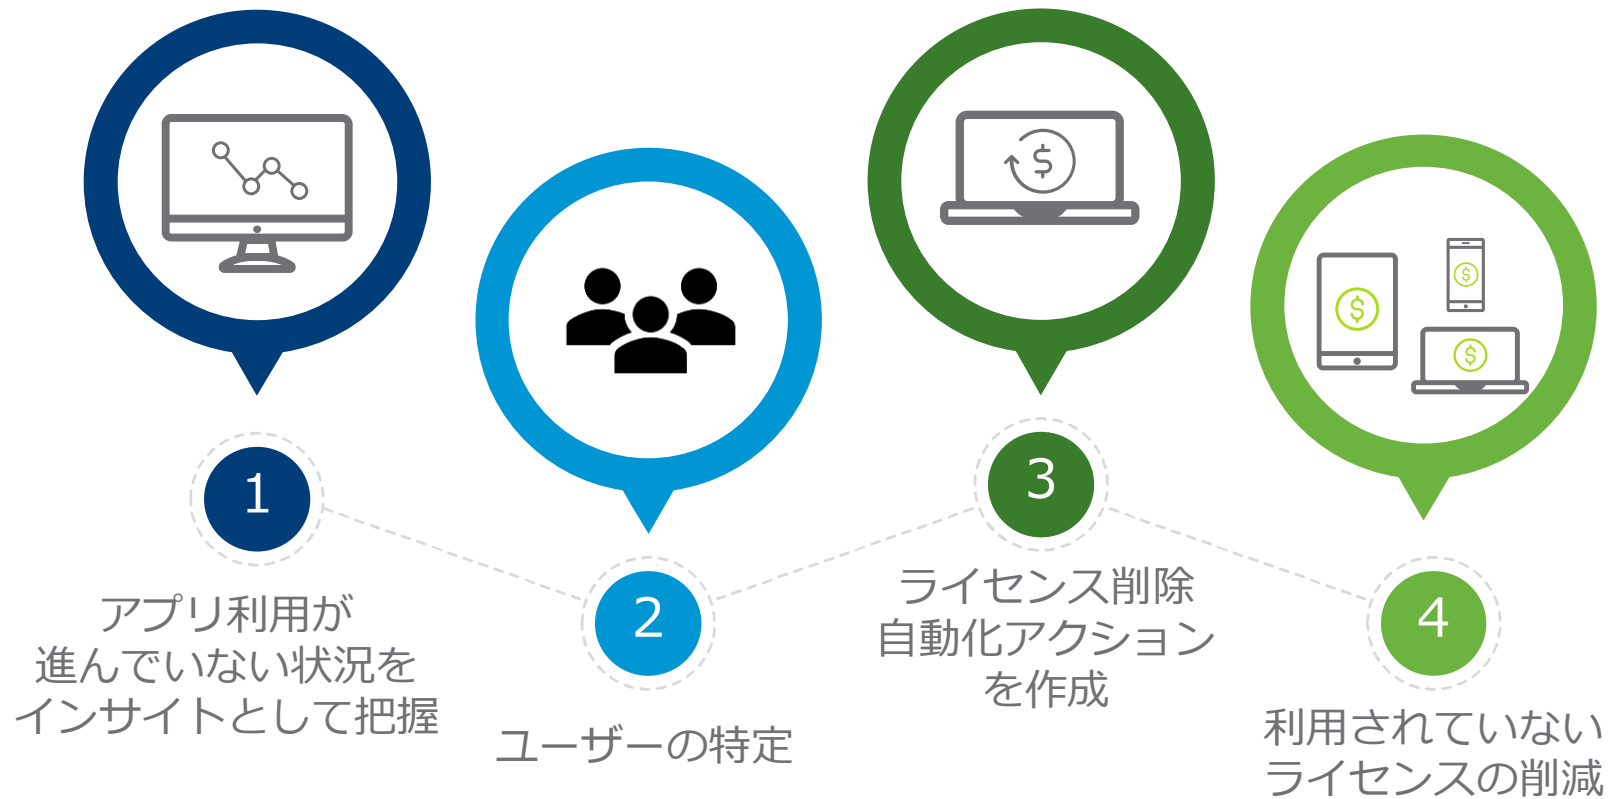 1
アプリ利用が
進んでいない状況を
インサイトとして把握
2
ユーザーの特定
3
ライセンス削除
自動化アクション
を作成
4
利用されていない
ライセンスの削減
$
$
$
$